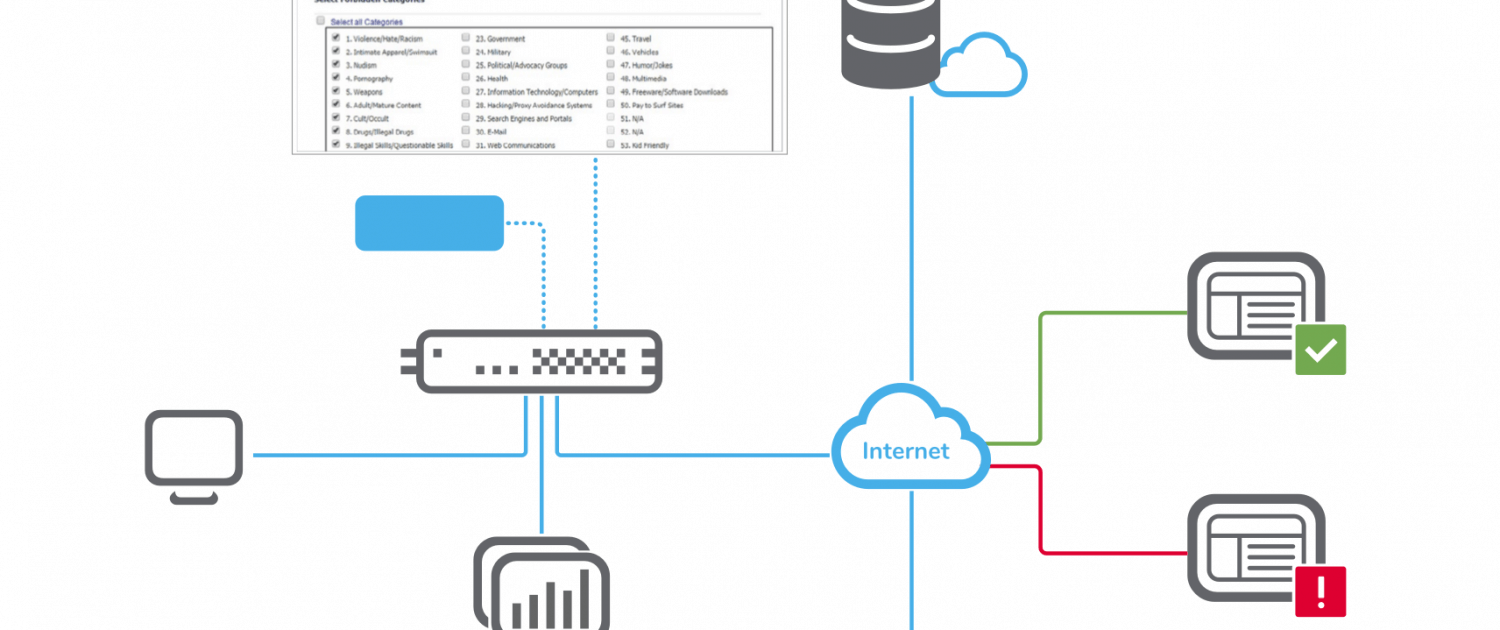 Select Forbidden Categories
Select all Categories
1. Violence/Hate/Racism
2. Intimate Apparel/Swimsuit
3. Nudism
4. Pornography
5. Weapons
6. Adult/Mature Content
7. Cult/Occult
8. Drugs/Illegal Drugs
9. Illegal Skills/Questionable Skills
23. Government
24. Military
25. Political/Advocacy Groups
26. Health
27. Information Technology/Computers
28. Hacking/Proxy Avoidance Systems
29. Search Engines and Portals
30. E-Mail
31. Web Communications
45. Travel
46. Vehicles
47. Humor/Jokes
48. Multimedia
49. Freeware/Software Downloads
50. Pay to Surf Sites
51. N/A
52. N/A
53. Kid Friendly
Internet